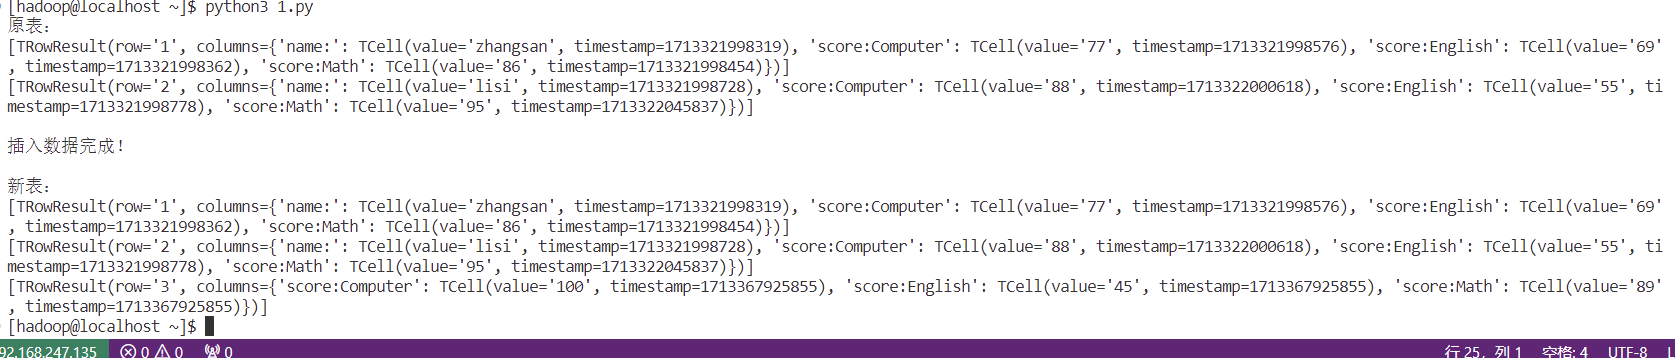 [hadoop@localhost ~]$ python3 1.py
原表:
[TRowResult(row='1', columns={'name:': TCell(value='zhangsan', timestamp=1713321998319), 'score:Computer': TCell(value='77', timestamp=1713321998576), 'score:English': TCell(value='69'
, timestamp=1713321998362), 'score:Math': TCell(value='86', timestamp=1713321998454)})]
[TRowResult(row='2', columns={'name:': TCell(value='lisi', timestamp=1713321998728), 'score:Computer': TCell(value='88', timestamp=1713322000618), 'score:English': TCell(value='55', ti
mestamp=1713321998778), 'score:Math': TCell(value='95', timestamp=1713322045837)})]
插入数据完成!
新表:
[TRowResult(row='1', columns={'name:': TCell(value='zhangsan', timestamp=1713321998319), 'score:Computer': TCell(value='77', timestamp=1713321998576), 'score:English': TCell(value='69'
, timestamp=1713321998362), 'score:Math': TCell(value='86', timestamp=1713321998454)})]
[TRowResult(row='2', columns={'name:': TCell(value='lisi', timestamp=1713321998728), 'score:Computer': TCell(value='88', timestamp=1713322000618), 'score:English': TCell(value='55', ti
mestamp=1713321998778), 'score:Math': TCell(value='95', timestamp=1713322045837)})]
[TRowResult(row='3', columns={'score:Computer': TCell(value='100', timestamp=1713367925855), 'score:English': TCell(value='45', timestamp=1713367925855), 'score:Math': TCell(value='89'
, timestamp=1713367925855)})]
[hadoop@localhost ~]$
92.168.247.135 0 0 0 行 25, 列 1 空格: 4 UTF-8 L